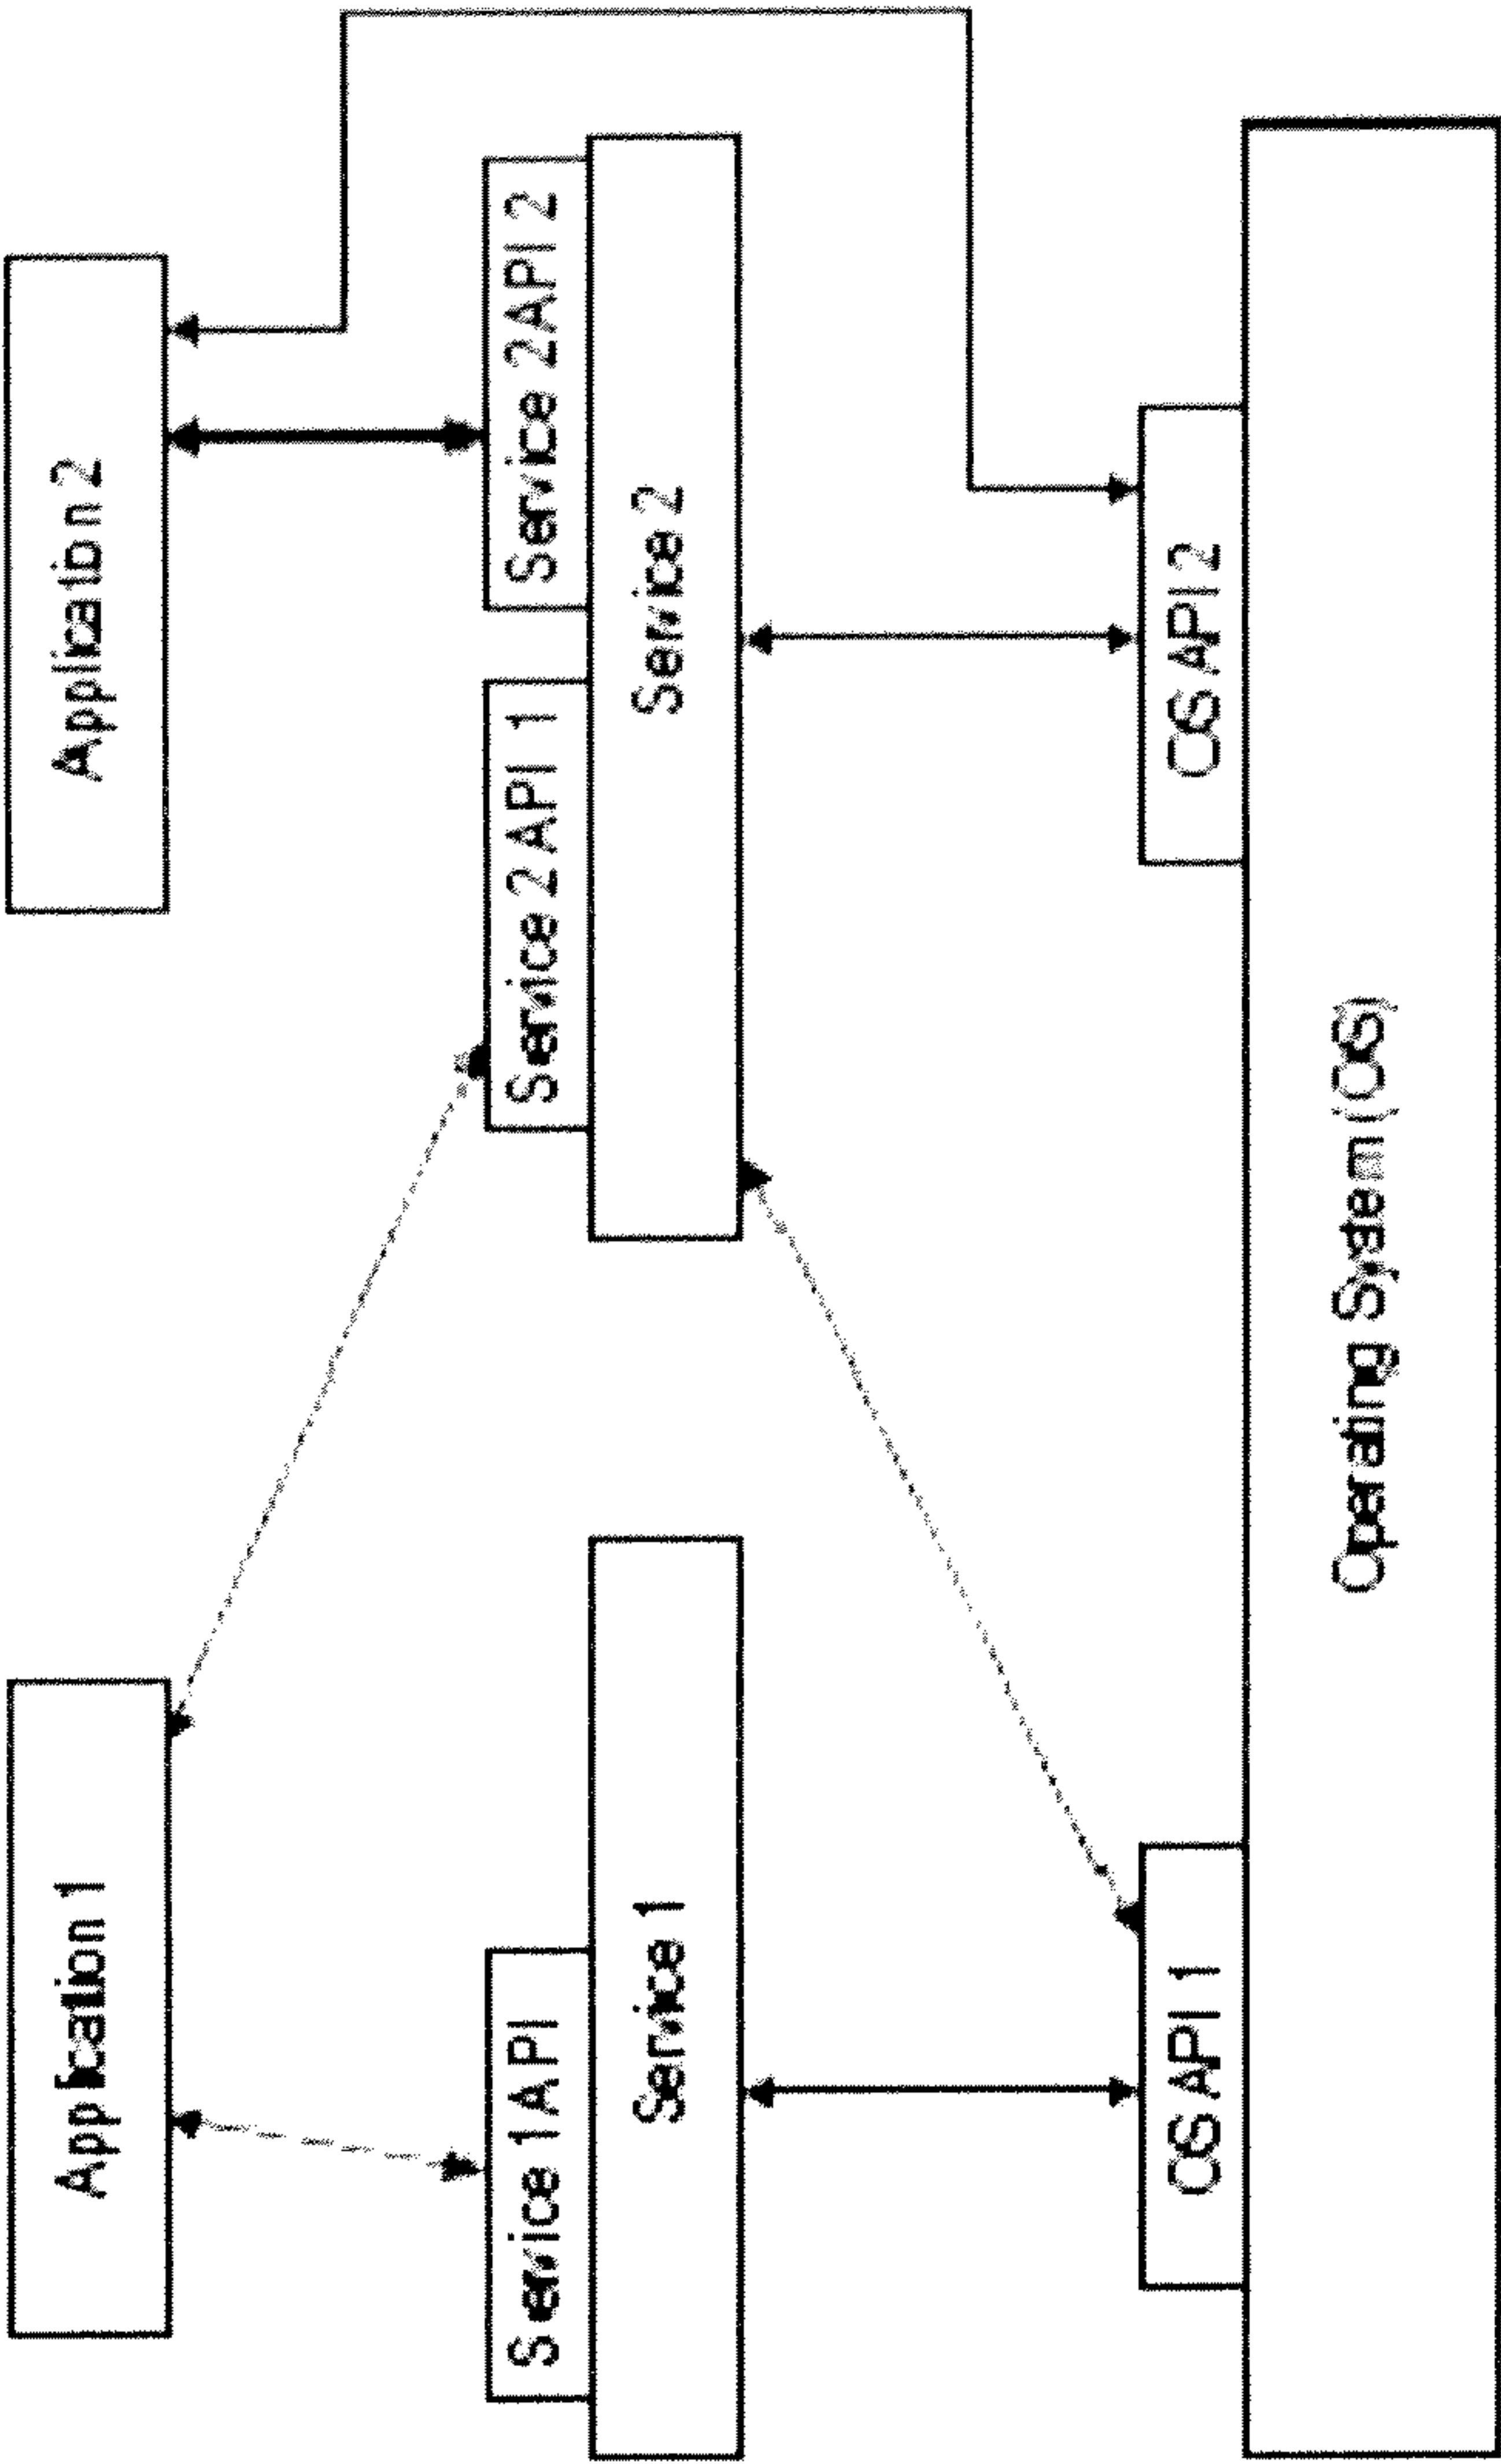 Application 1
Application 2
Service 1 API
Service 2 API 1
Service 2 API 2
Service 1
Service 2
OS API 1
OS API 2
Operating System (OS)